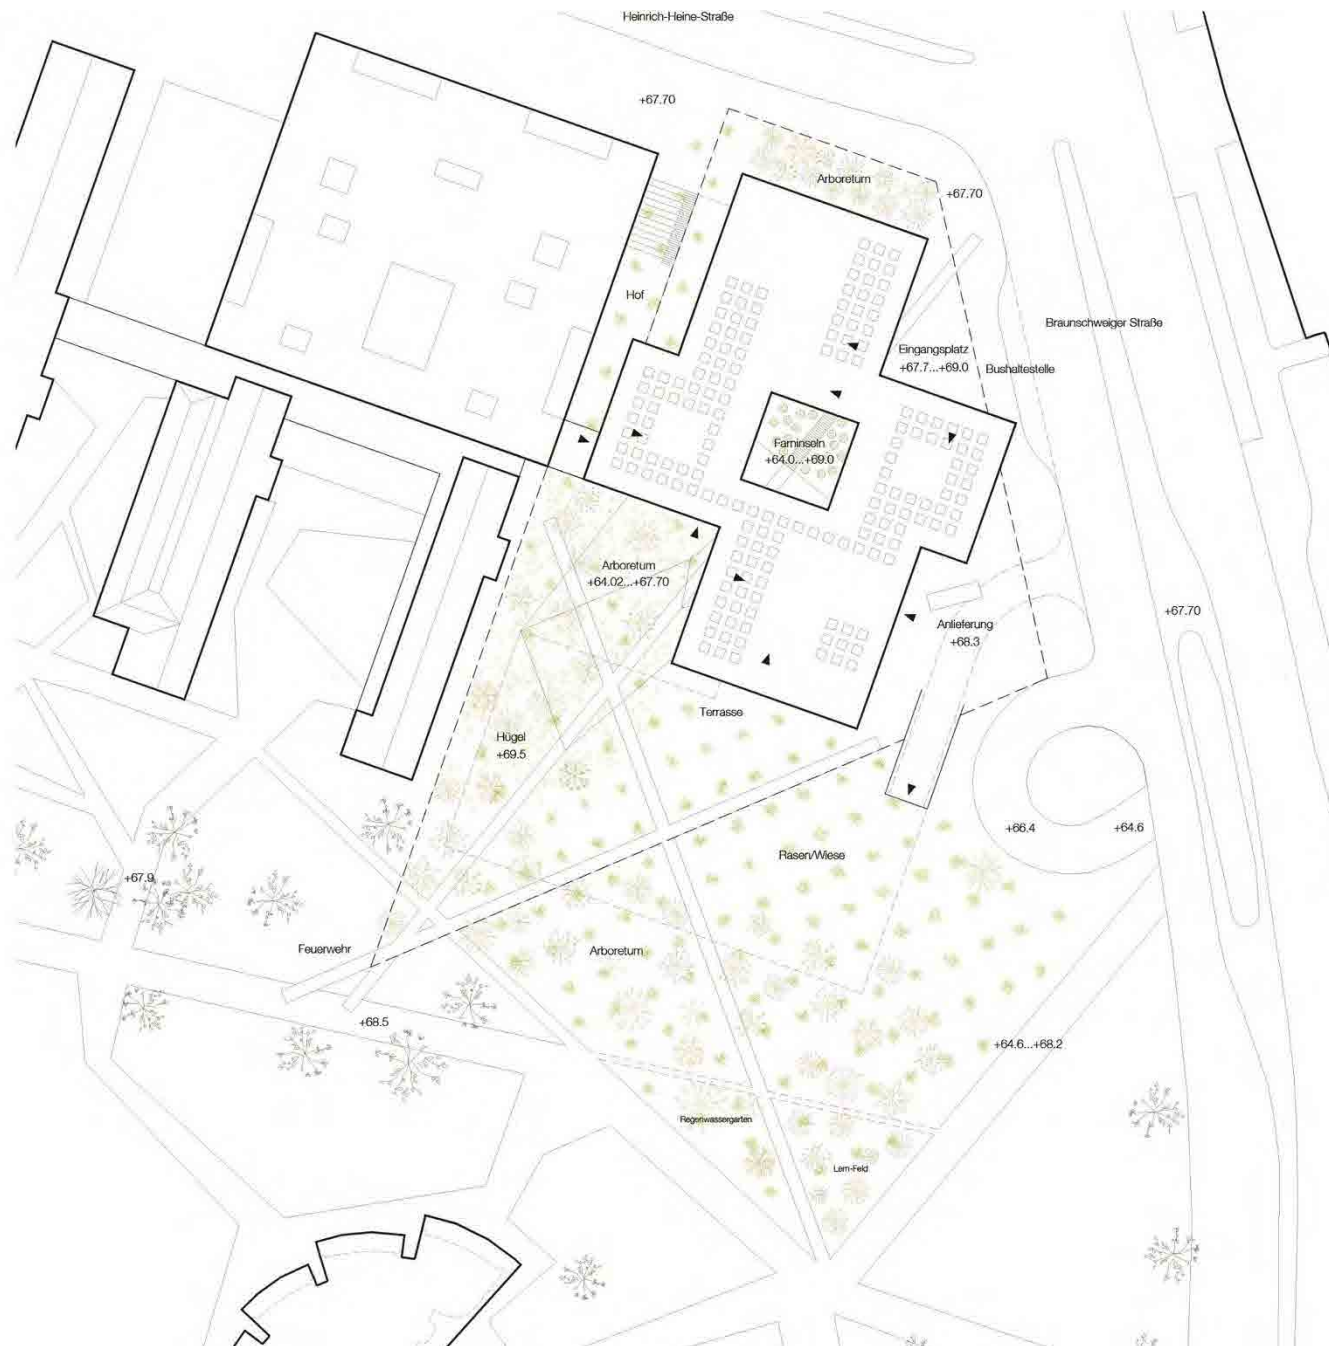 Heinrich-Heine-Straße
+67.70
Arboretum
+67.70
Hof
Braunschweiger Straße
Eingangsplatz
+67.7...+69.0
Bushaltestelle
Farninseln
+64.0...+69.0
Arboretum
+64.02...+67.70
+67.70
Anlieferung
+68.3
Terrasse
Hügel
+69.5
+66.4
+64.6
Rasen/Wiese
+67.9
Feuerwehr
Arboretum
+68.5
+64.6...+68.2
Regenwassergarten
Lern-Feld